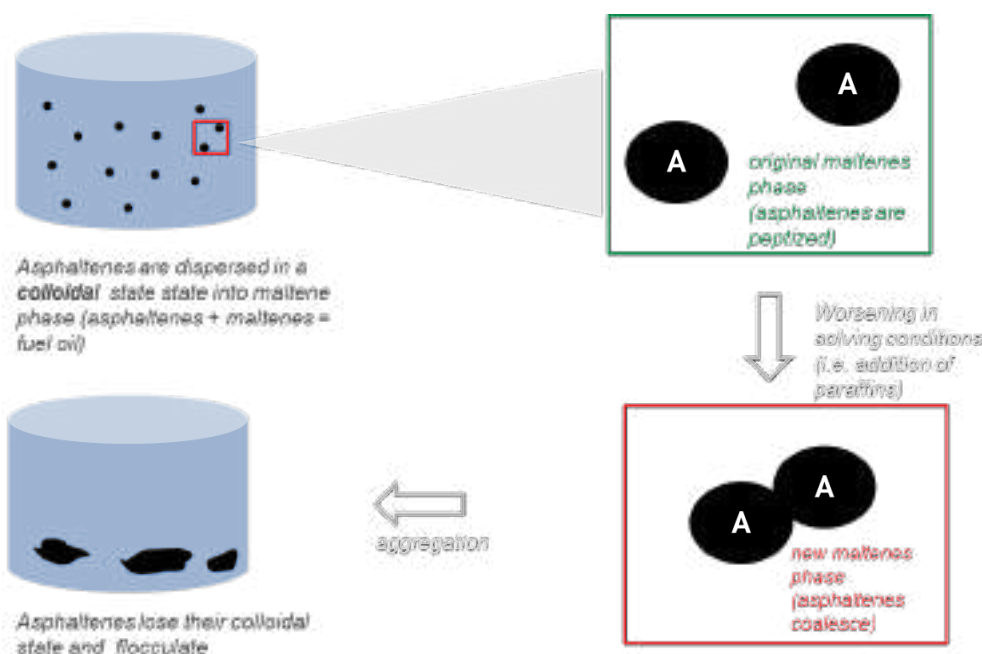 A
A
original maltenes
phase
(asphaltenes are
peptized)
Asphaltenes are dispersed in a
colloidal state state into maltene
phase (asphaltenes + maltenes =
fuel oil)
Worsening in
solving conditions
(i.e. addition of
paraffins)
A
A
new maltenes
phase
(asphaltenes
coalesce)
aggregation
Asphaltenes lose their colloidal
state and flocculate